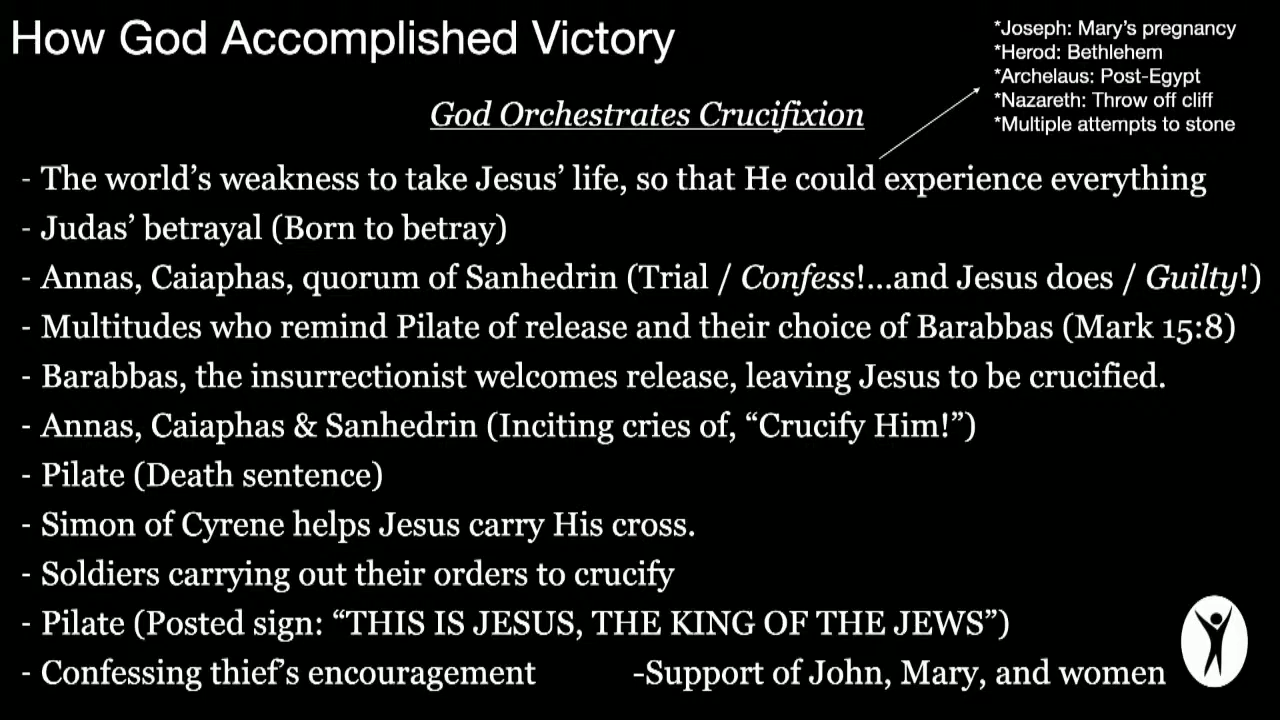 How God Accomplished Victory
*Joseph: Mary's pregnancy
*Herod: Bethlehem
*Archelaus: Post-Egypt
*Nazareth: Throw off cliff
*Multiple attempts to stone
God Orchestrates Crucifixion
- The world's weakness to take Jesus' life, so that He could experience everything
- Judas' betrayal (Born to betray)
- Annas, Caiaphas, quorum of Sanhedrin (Trial / Confess!...and Jesus does / Guilty!)
- Multitudes who remind Pilate of release and their choice of Barabbas (Mark 15:8)
- Barabbas, the insurrectionist welcomes release, leaving Jesus to be crucified.
- Annas, Caiaphas & Sanhedrin (Inciting cries of, “Crucify Him!”)
- Pilate (Death sentence)
- Simon of Cyrene helps Jesus carry His cross.
- Soldiers carrying out their orders to crucify
- Pilate (Posted sign: “THIS IS JESUS, THE KING OF THE JEWS”)
- Confessing thief's encouragement -Support of John, Mary, and women